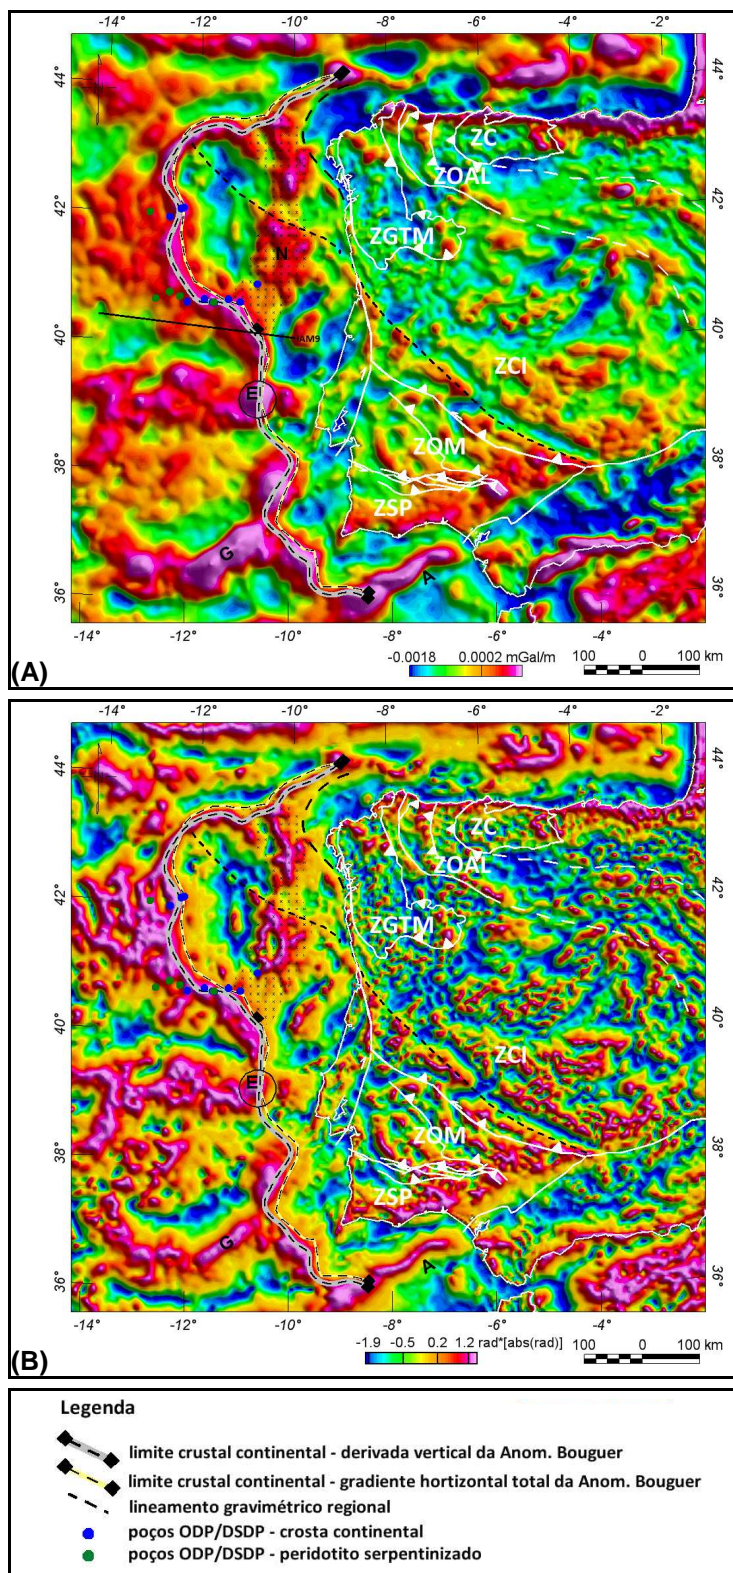 -14° -12° -10° -8° -6° -4° -2°
44° 44°
ZC
ZOAL
42° 42°
ZGTM
N
40° 40°
IAM9
ZCI
E
38° ZOM 38°
ZSP
G A
36° 36°
-14° -12° -10° -8° -6° -4°
-0.0018 0.0002 mGal/m 100 0 100 km
(A)
-14° -12° -10° -8° -6° -4° -2°
44° 44°
ZC
ZOAL
42° 42°
ZGTM
40° 40°
ZCI
E
38° ZOM 38°
ZSP
G A
36° 36°
-14° -12° -10° -8° -6° -4°
-1.9 -0.5 0.2 1.2 rad*[abs(rad)] 100 0 100 km
(B)
Legenda
limite crustal continental - derivada vertical da Anom. Bouguer
limite crustal continental - gradiente hortizontal total da Anom. Bouguer
lineamento gravimétrico regional
poços ODP/DSDP - crosta continental
poços ODP/DSDP - peridotito serpentinizado